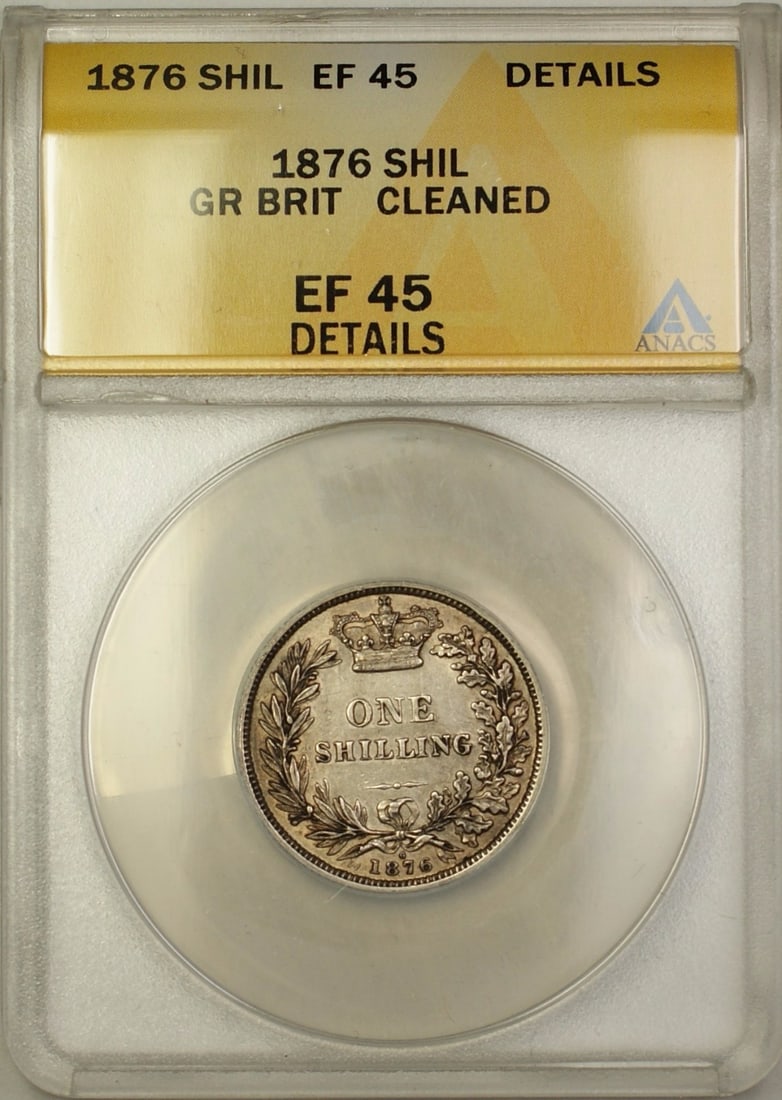 1876 SHIL EF 45 DETAILS
1876 SHIL
GR BRIT CLEANED
EF 45
DETAILS
ANACS
ONE
SHILLING
1876